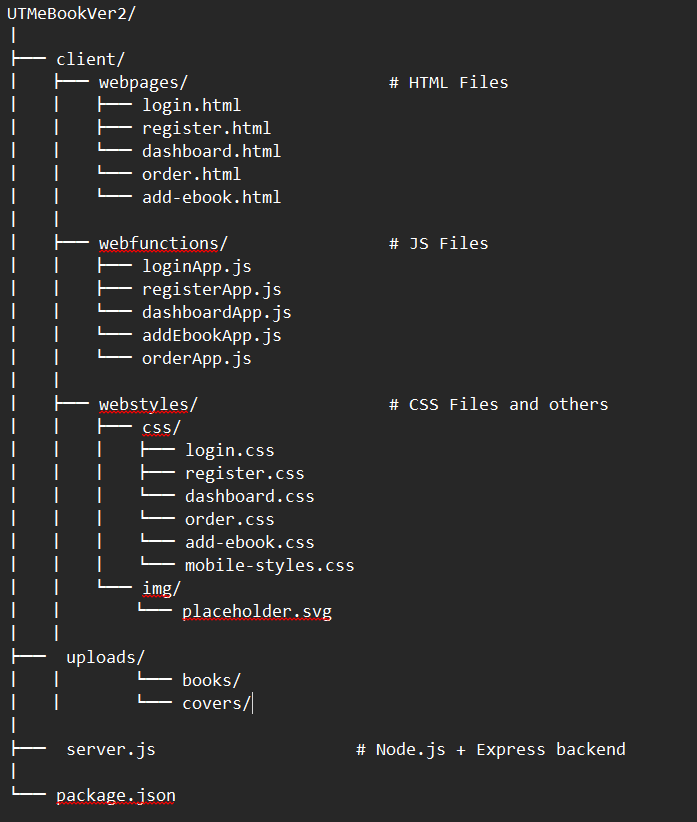 UTMeBookVer2/
│
├── client/
│   ├── webpages/                    # HTML Files
│   │   ├── login.html
│   │   ├── register.html
│   │   └── dashboard.html
│   │   └── order.html
│   │   └── add-ebook.html
│   │
│   ├── webfunctions/                # JS Files
│   │   ├── loginApp.js
│   │   ├── registerApp.js
│   │   └── dashboardApp.js
│   │   └── addEbookApp.js
│   │   └── orderApp.js
│   │
│   ├── webstyles/                   # CSS Files and others
│   │   ├── css/
│   │   │   ├── login.css
│   │   │   ├── register.css
│   │   │   └── dashboard.css
│   │   │   └── order.css
│   │   │   └── add-ebook.css
│   │   │   └── mobile-styles.css
│   │   └── img/
│   │       └── placeholder.svg
│   │
├──  uploads/
│   │       └── books/
│   │       └── covers/
│
├──  server.js                    # Node.js + Express backend
│
└── package.json